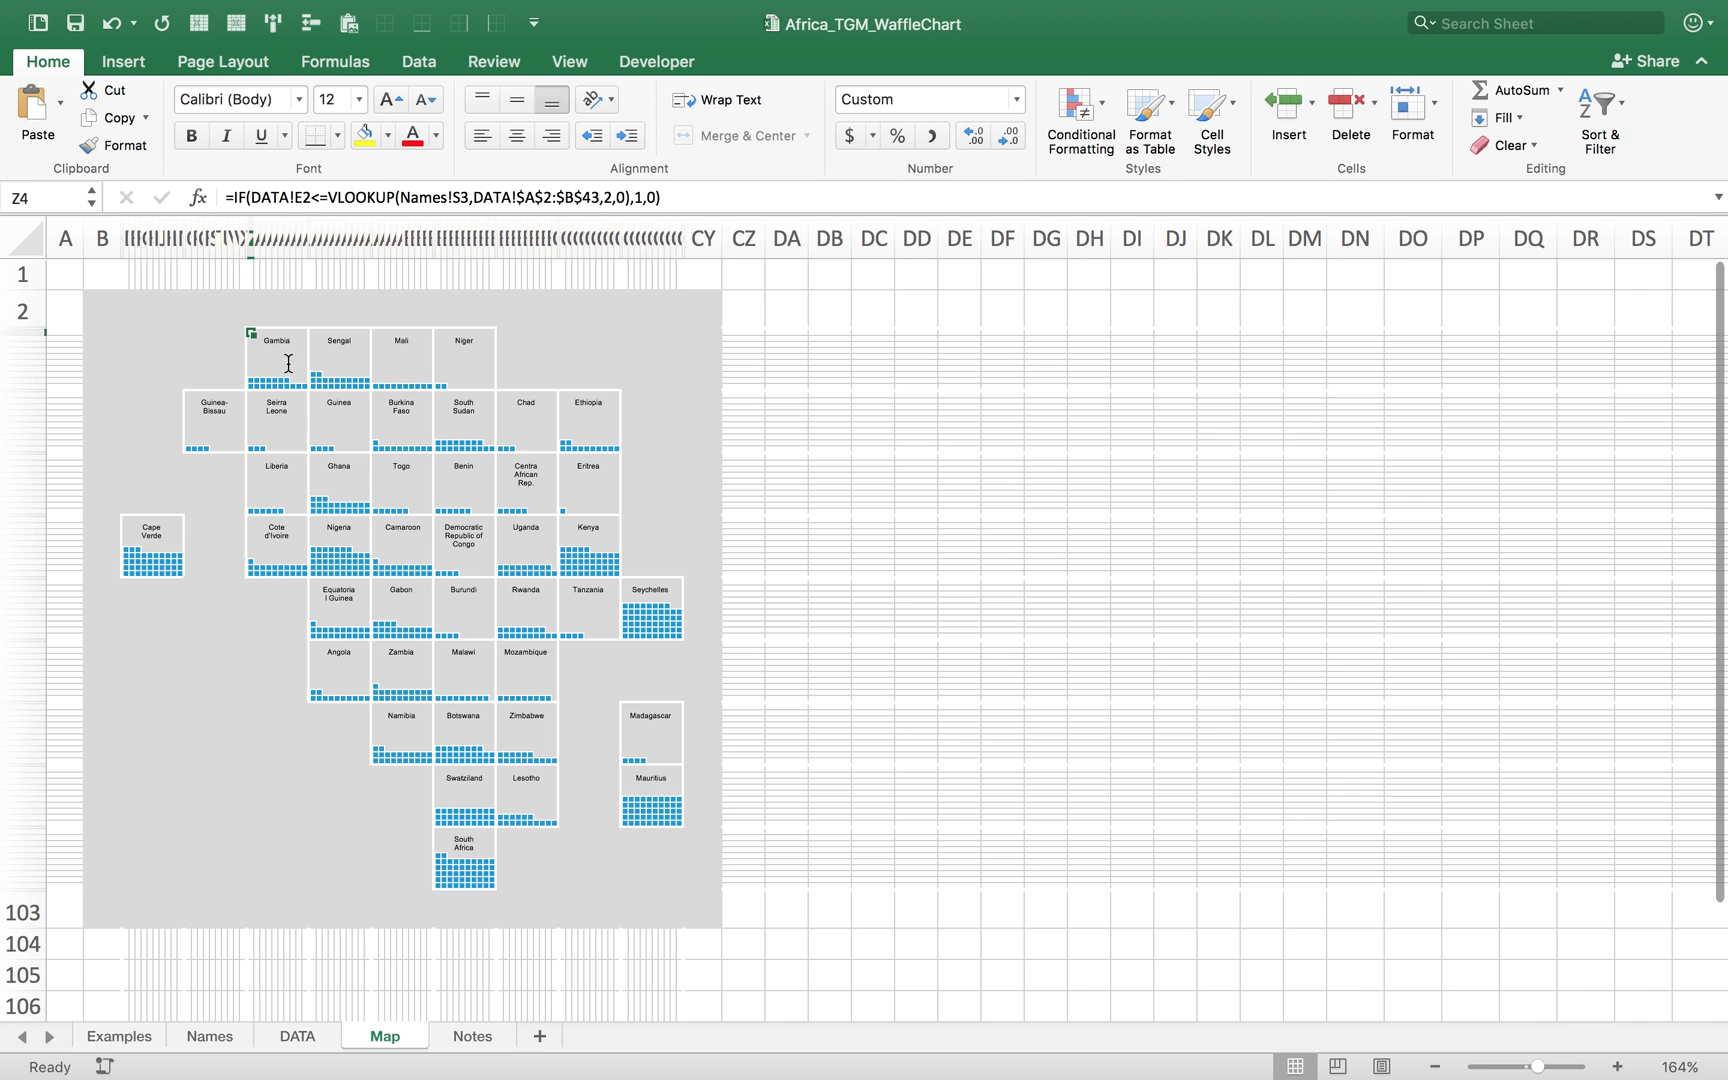 Africa_TGM_WaffleChart
Search Sheet
Home Insert Page Layout Formulas Data Review View Developer
Share
Paste
Cut
Copy
Format
Clipboard
Calibri (Body) 12
B I U
Font
Wrap Text
Merge & Center
Alignment
Custom
$ % )
Number
Conditional
Formatting
Format
as Table
Cell
Styles
Styles
Insert Delete Format
Cells
AutoSum
Fill
Clear
Sort &
Filter
Editing
Z4
fx =IF(DATA!E2<=VLOOKUP(Names!S3,DATA!$A$2:$B$43,2,0),1,0)
A B CY CZ DA DB DC DD DE DF DG DH DI DJ DK DL DM DN DO DP DQ DR DS DT
1
2
Gambia Sengal Mali Niger
Guinea-
Bissau
Seirra
Leone
Guinea
Burkina
Faso
South
Sudan
Chad
Ethiopia
Liberia Ghana Togo Benin
Centra
African
Rep.
Eritrea
Cape
Verde
Cote
d'Ivoire
Nigeria
Camaroon
Democratic
Republic of
Congo
Uganda
Kenya
Equatoria
l Guinea
Gabon Burundi Rwanda Tanzania Seychelles
Angola Zambia Malawi Mozambique
Namibia Botswana Zimbabwe Madagascar
Swatziland Lesotho Mauritius
South
Africa
103
104
105
106
Examples Names DATA Map Notes +
Ready
164%